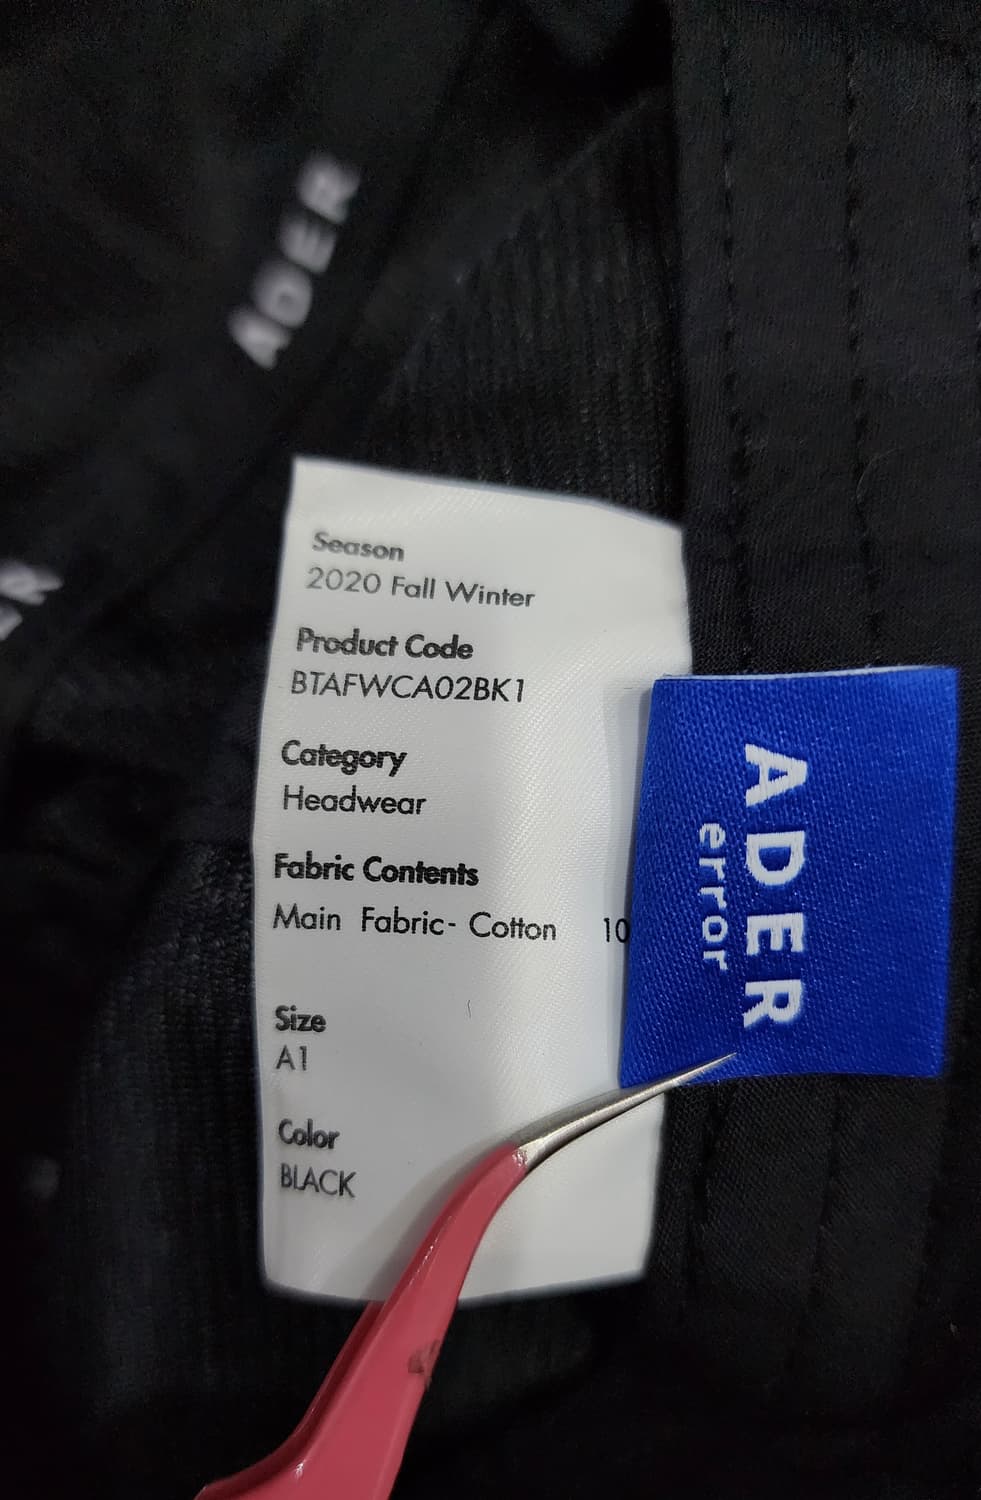 ADER
Season
2020 Fall Winter
Product Code
BTAFWCA02BK1
Category
Headwear
Fabric Contents
Main Fabric- Cotton 10
Size
A1
Color
BLACK
ADER
error